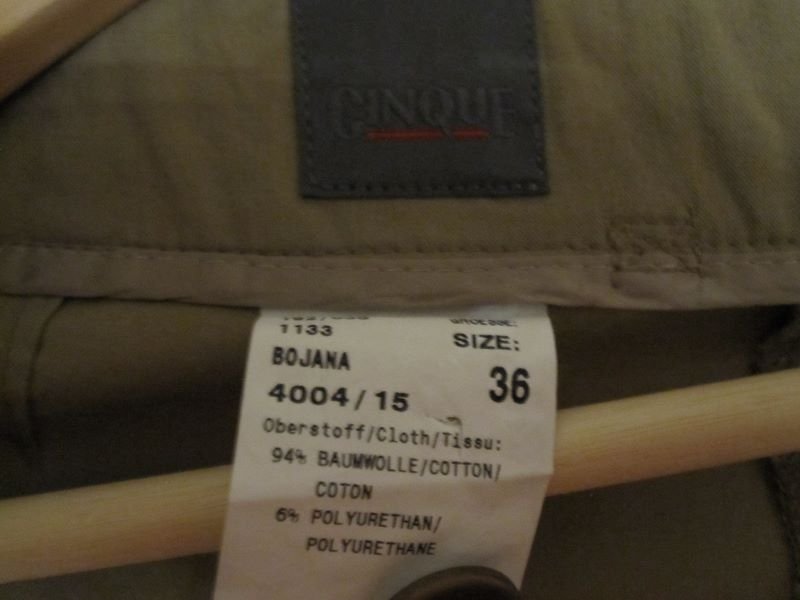 CINQUE
1133
GROESSE:
SIZE:
BOJANA
36
4004/15
Oberstoff/Cloth/Tissu:
94% BAUMWOLLE/COTTON/
COTON
6% POLYURETHAN/
POLYURETHANE